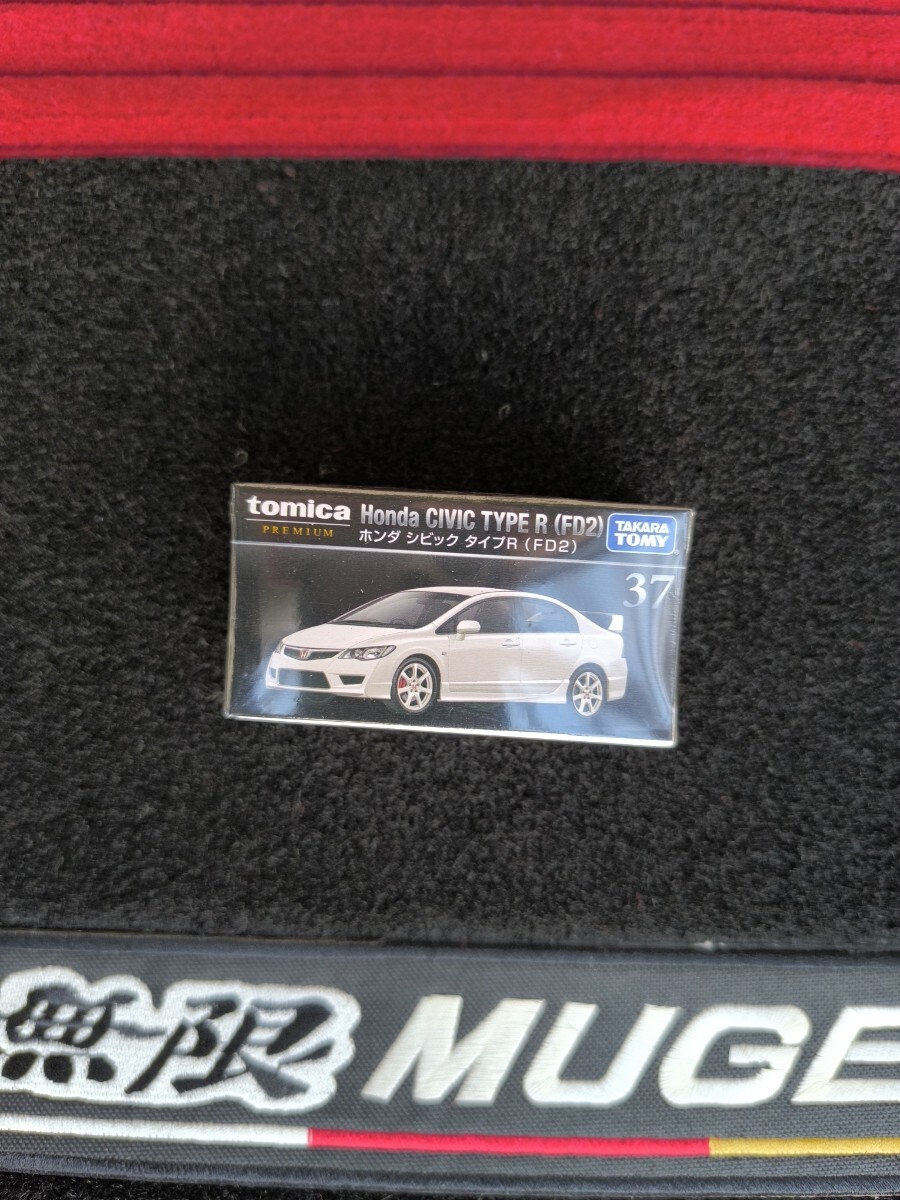 tomica
PREMIUM
Honda CIVIC TYPE R (FD2)
ホンダ シビック タイプR (FD2)
TAKARA
TOMY
37
無限 MUGE